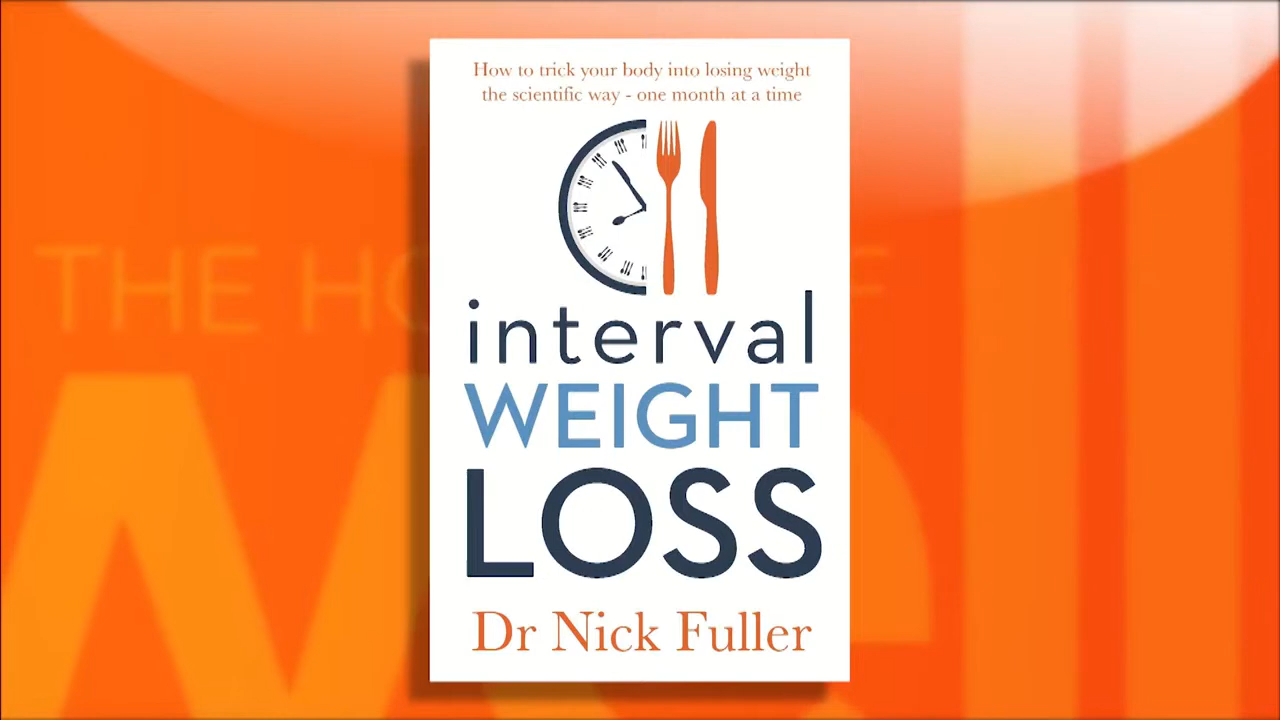 How to trick your body into losing weight
the scientific way - one month at a time
interval
WEIGHT
LOSS
Dr Nick Fuller
THE